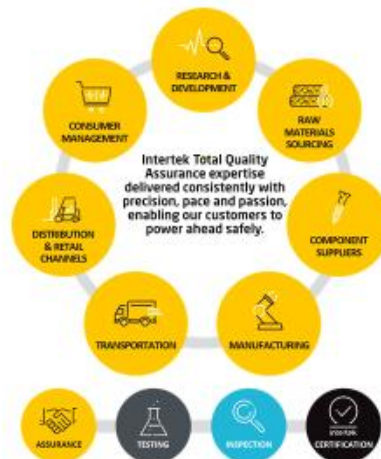 RESEARCH &
DEVELOPMENT
CONSUMER
MANAGEMENT
RAW
MATERIALS
SOURCING
Intertek Total Quality
Assurance expertise
delivered consistently with
precision, pace and passion,
enabling our customers to
power ahead safely.
DISTRIBUTION
& RETAIL
CHANNELS
COMPONENT
SUPPLIERS
TRANSPORTATION
MANUFACTURING
ASSURANCE
TESTING
INSPECTION
intertek
CERTIFICATION